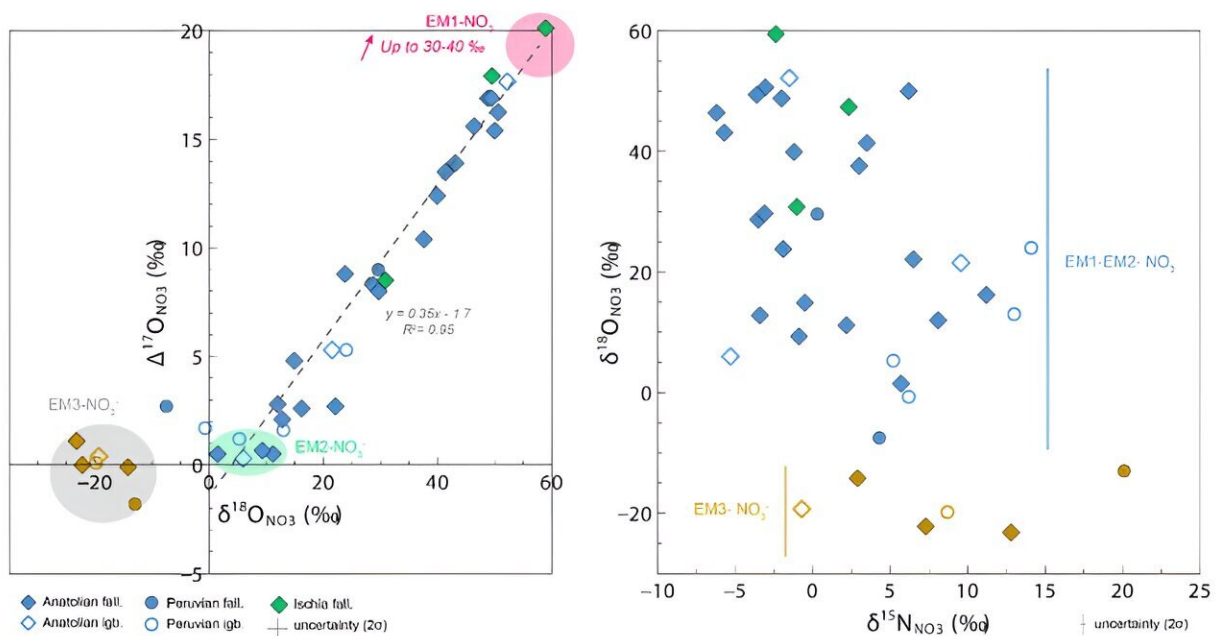 EM1-NO3
Up to 30-40 ‰
20
15
10
5
0
−5
−20
0
20
40
60
Δ17ONO3 (‰)
y = 0.35x - 1.7
R²= 0.95
EM3-NO3-
EM2-NO3-
δ18ONO3 (‰)
Anatolian fall.
Peruvian fall.
Ischia fall.
Anatolian igb.
Peruvian igb.
uncertainty (2σ)
60
40
20
0
−20
δ18ONO3 (‰)
EM1-EM2- NO3-
EM3- NO3-
−10
−5
0
5
10
15
20
25
δ15NNO3 (‰)
uncertainty (2σ)